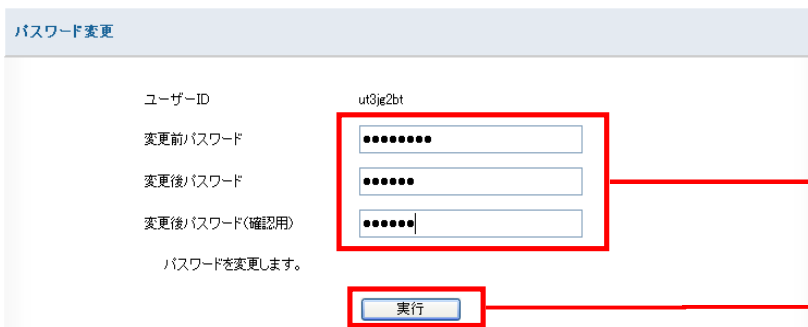 パスワード変更
ユーザーID ut3jg2bt
変更前パスワード ●●●●●●●●
変更後パスワード ●●●●●●
変更後パスワード(確認用) ●●●●●●
パスワードを変更します。
実行